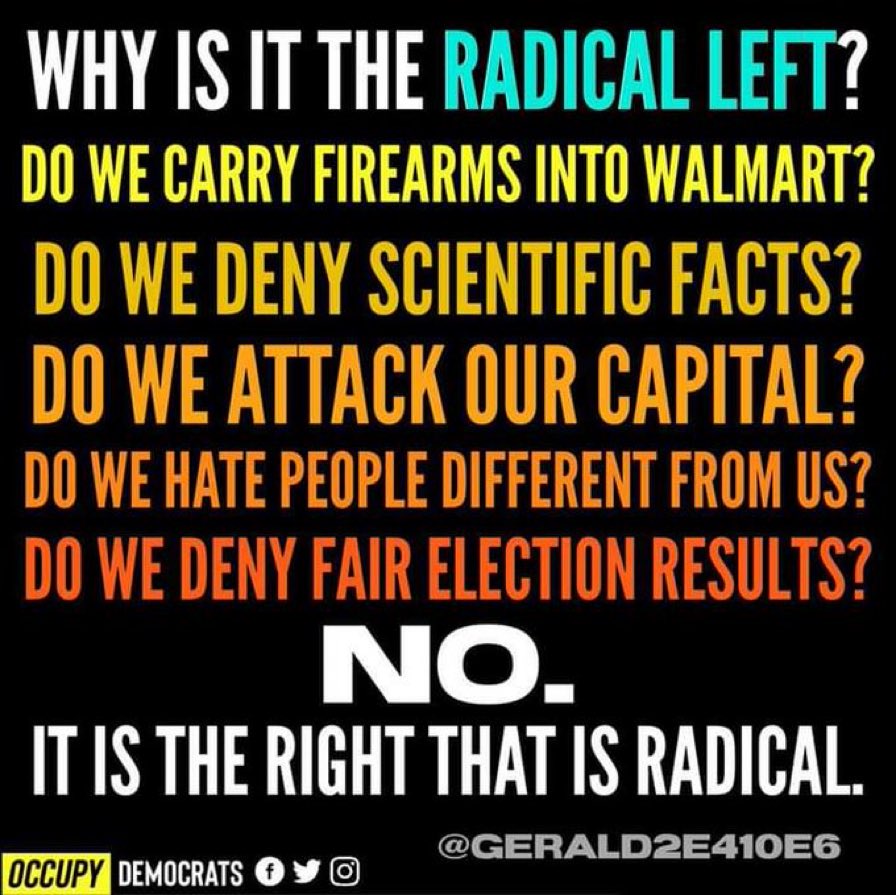 WHY IS IT THE RADICAL LEFT?
DO WE CARRY FIREARMS INTO WALMART?
DO WE DENY SCIENTIFIC FACTS?
DO WE ATTACK OUR CAPITAL?
DO WE HATE PEOPLE DIFFERENT FROM US?
DO WE DENY FAIR ELECTION RESULTS?
NO.
IT IS THE RIGHT THAT IS RADICAL.
@GERALD2E410E6
OCCUPY DEMOCRATS